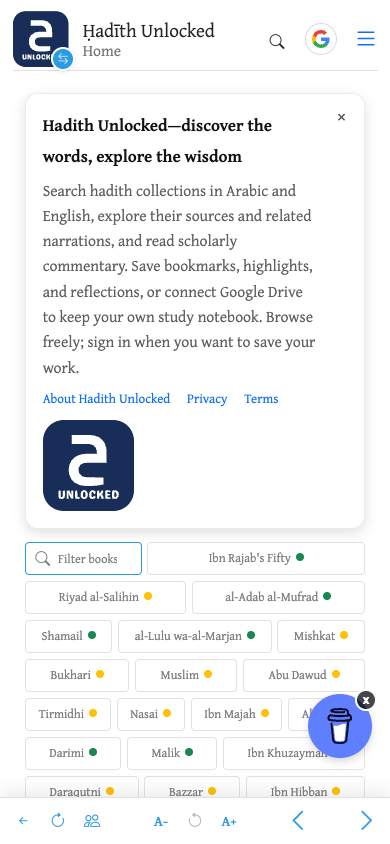 UNLOCKED
Ḥadīth Unlocked
Home
Hadith Unlocked—discover the
words, explore the wisdom
Search hadith collections in Arabic and
English, explore their sources and related
narrations, and read scholarly
commentary. Save bookmarks, highlights,
and reflections, or connect Google Drive
to keep your own study notebook. Browse
freely; sign in when you want to save your
work.
About Hadith Unlocked Privacy Terms
UNLOCKED
Filter books Ibn Rajab's Fifty
Riyad al-Salihin al-Adab al-Mufrad
Shamail al-Lulu wa-al-Marjan Mishkat
Bukhari Muslim Abu Dawud
Tirmidhi Nasai Ibn Majah
x
Darimi Malik Ibn Khuzaymah
Daraqutni Bazzar Ibn Hibban
A- A+